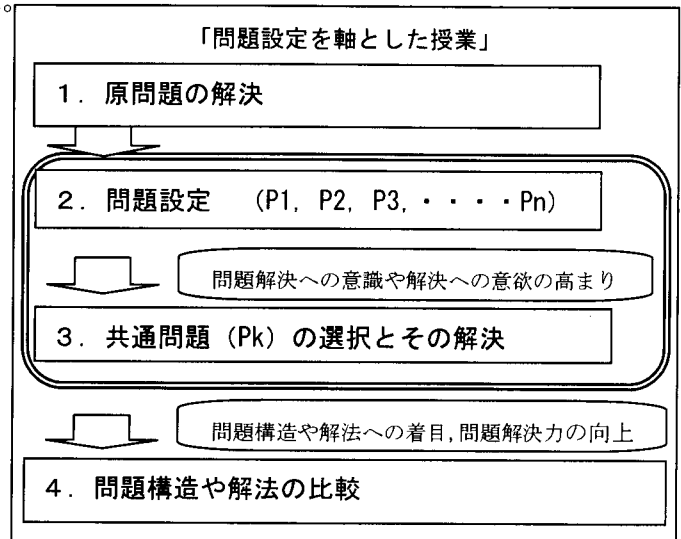 。
「問題設定を軸とした授業」
１．原問題の解決
２．問題設定　（P1, P2, P3, ・・・・Pn）
問題解決への意識や解決への意欲の高まり
３．共通問題（Pk）の選択とその解決
問題構造や解法への着目,問題解決力の向上
４．問題構造や解法の比較